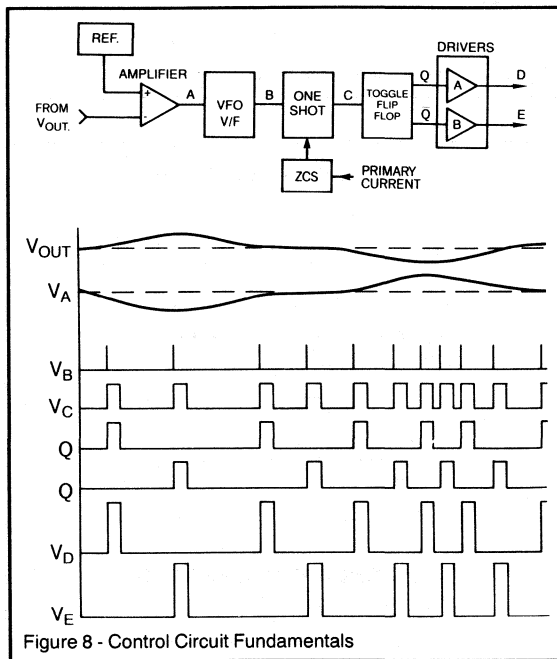 REF.
AMPLIFIER
DRIVERS
FROM
VOUT.
+
-
A
VFO
V/F
B
ONE
SHOT
C
TOGGLE
FLIP
FLOP
Q
Q̅
A
B
D
E
ZCS
PRIMARY
CURRENT
VOUT
VA
VB
VC
Q
Q
VD
VE
Figure 8 - Control Circuit Fundamentals